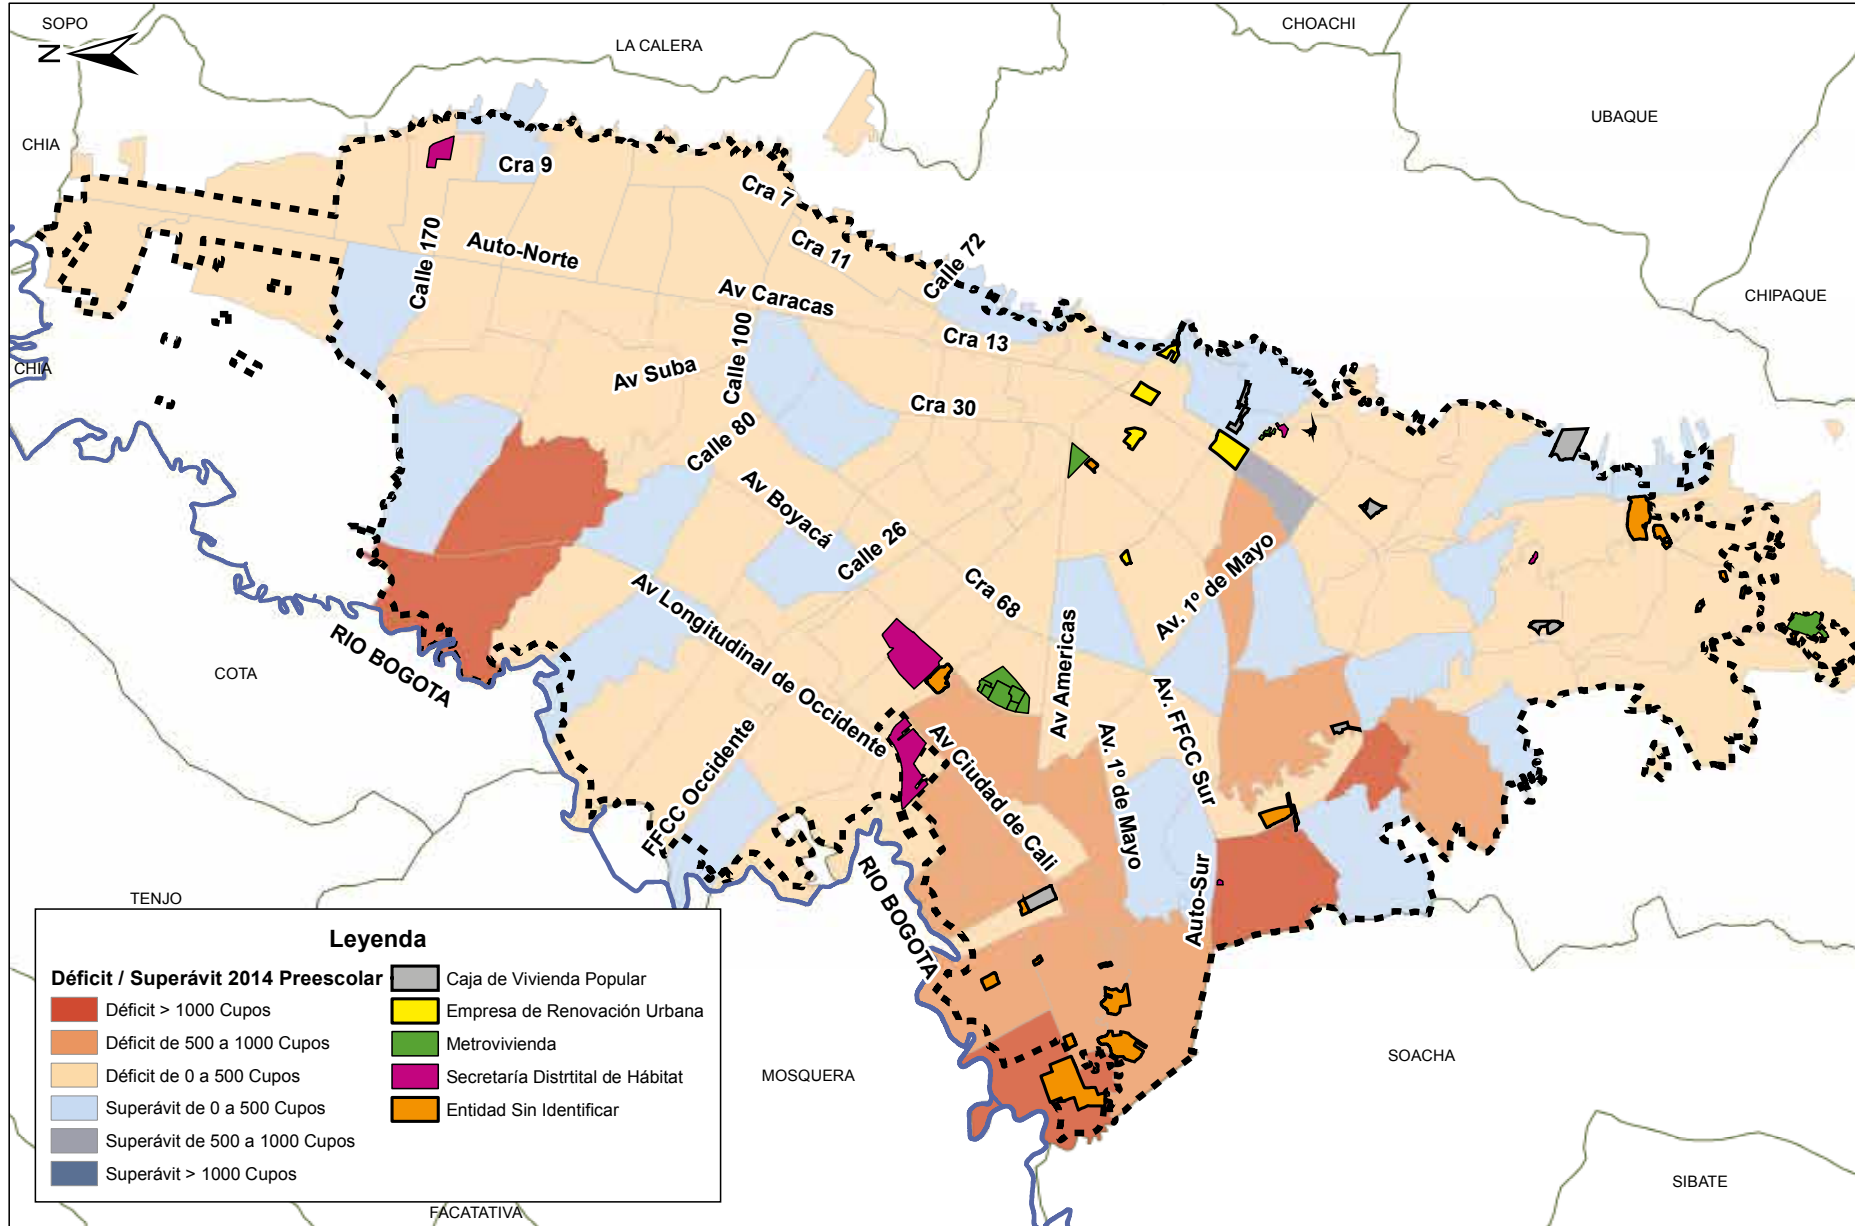 SOPO
N
LA CALERA
CHOACHI
UBAQUE
CHIA
Cra 9
Cra 7
Cra 11
Calle 170
Auto-Norte
Calle 72
Av Caracas
CHIPAQUE
Cra 13
Calle 100
CHIA
Av Suba
Cra 30
Calle 80
Av Boyacá
Calle 26
Av. 1º de Mayo
Cra 68
Av Longitudinal de Occidente
RIO BOGOTA
COTA
Av Americas
Av. FFCC Sur
FFCC Occidente
Av Ciudad de Cali
Av. 1º de Mayo
Auto-Sur
RIO BOGOTA
TENJO
MOSQUERA
SOACHA
SIBATE
FACATATIVA
Leyenda
Déficit / Superávit 2014 Preescolar
Déficit > 1000 Cupos
Déficit de 500 a 1000 Cupos
Déficit de 0 a 500 Cupos
Superávit de 0 a 500 Cupos
Superávit de 500 a 1000 Cupos
Superávit > 1000 Cupos
Caja de Vivienda Popular
Empresa de Renovación Urbana
Metrovivienda
Secretaría Distrtital de Hábitat
Entidad Sin Identificar